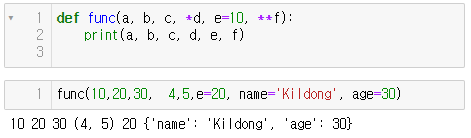 1 def func(a, b, c, *d, e=10, **f):
2     print(a, b, c, d, e, f)
3
1 func(10,20,30,  4,5,e=20, name='Kildong', age=30)
10 20 30 (4, 5) 20 {'name': 'Kildong', 'age': 30}